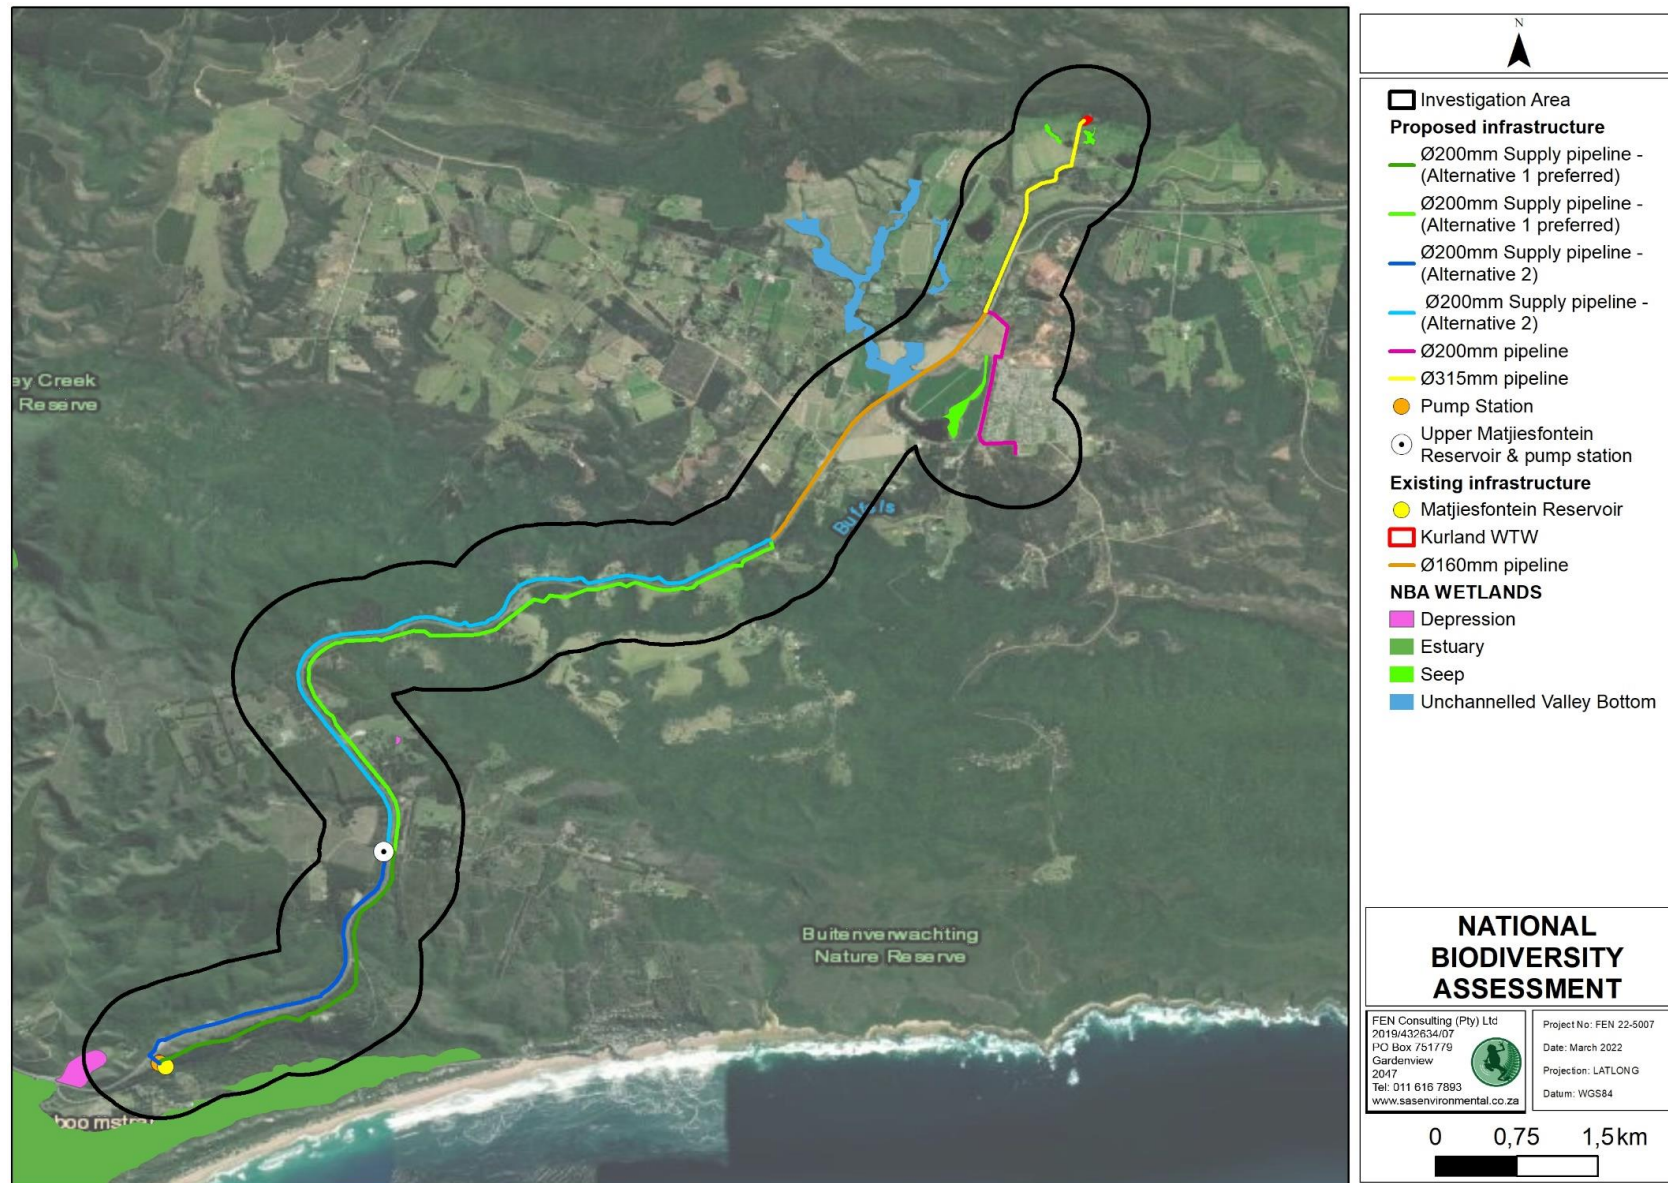 ey Creek
Reserve
Buffels
Buitenverwachting
Nature Reserve
N
Investigation Area
Proposed infrastructure
Ø200mm Supply pipeline -
(Alternative 1 preferred)
Ø200mm Supply pipeline -
(Alternative 1 preferred)
Ø200mm Supply pipeline -
(Alternative 2)
Ø200mm Supply pipeline -
(Alternative 2)
Ø200mm pipeline
Ø315mm pipeline
Pump Station
Upper Matjiesfontein
Reservoir & pump station
Existing infrastructure
Matjiesfontein Reservoir
Kurland WTW
Ø160mm pipeline
NBA WETLANDS
Depression
Estuary
Seep
Unchannelled Valley Bottom
NATIONAL
BIODIVERSITY
ASSESSMENT
FEN Consulting (Pty) Ltd
2019/432634/07
PO Box 751779
Gardenview
2047
Tel: 011 616 7893
www.sasenvironmental.co.za
Project No: FEN 22-5007
Date: March 2022
Projection: LATLONG
Datum: WGS84
0 0,75 1,5km